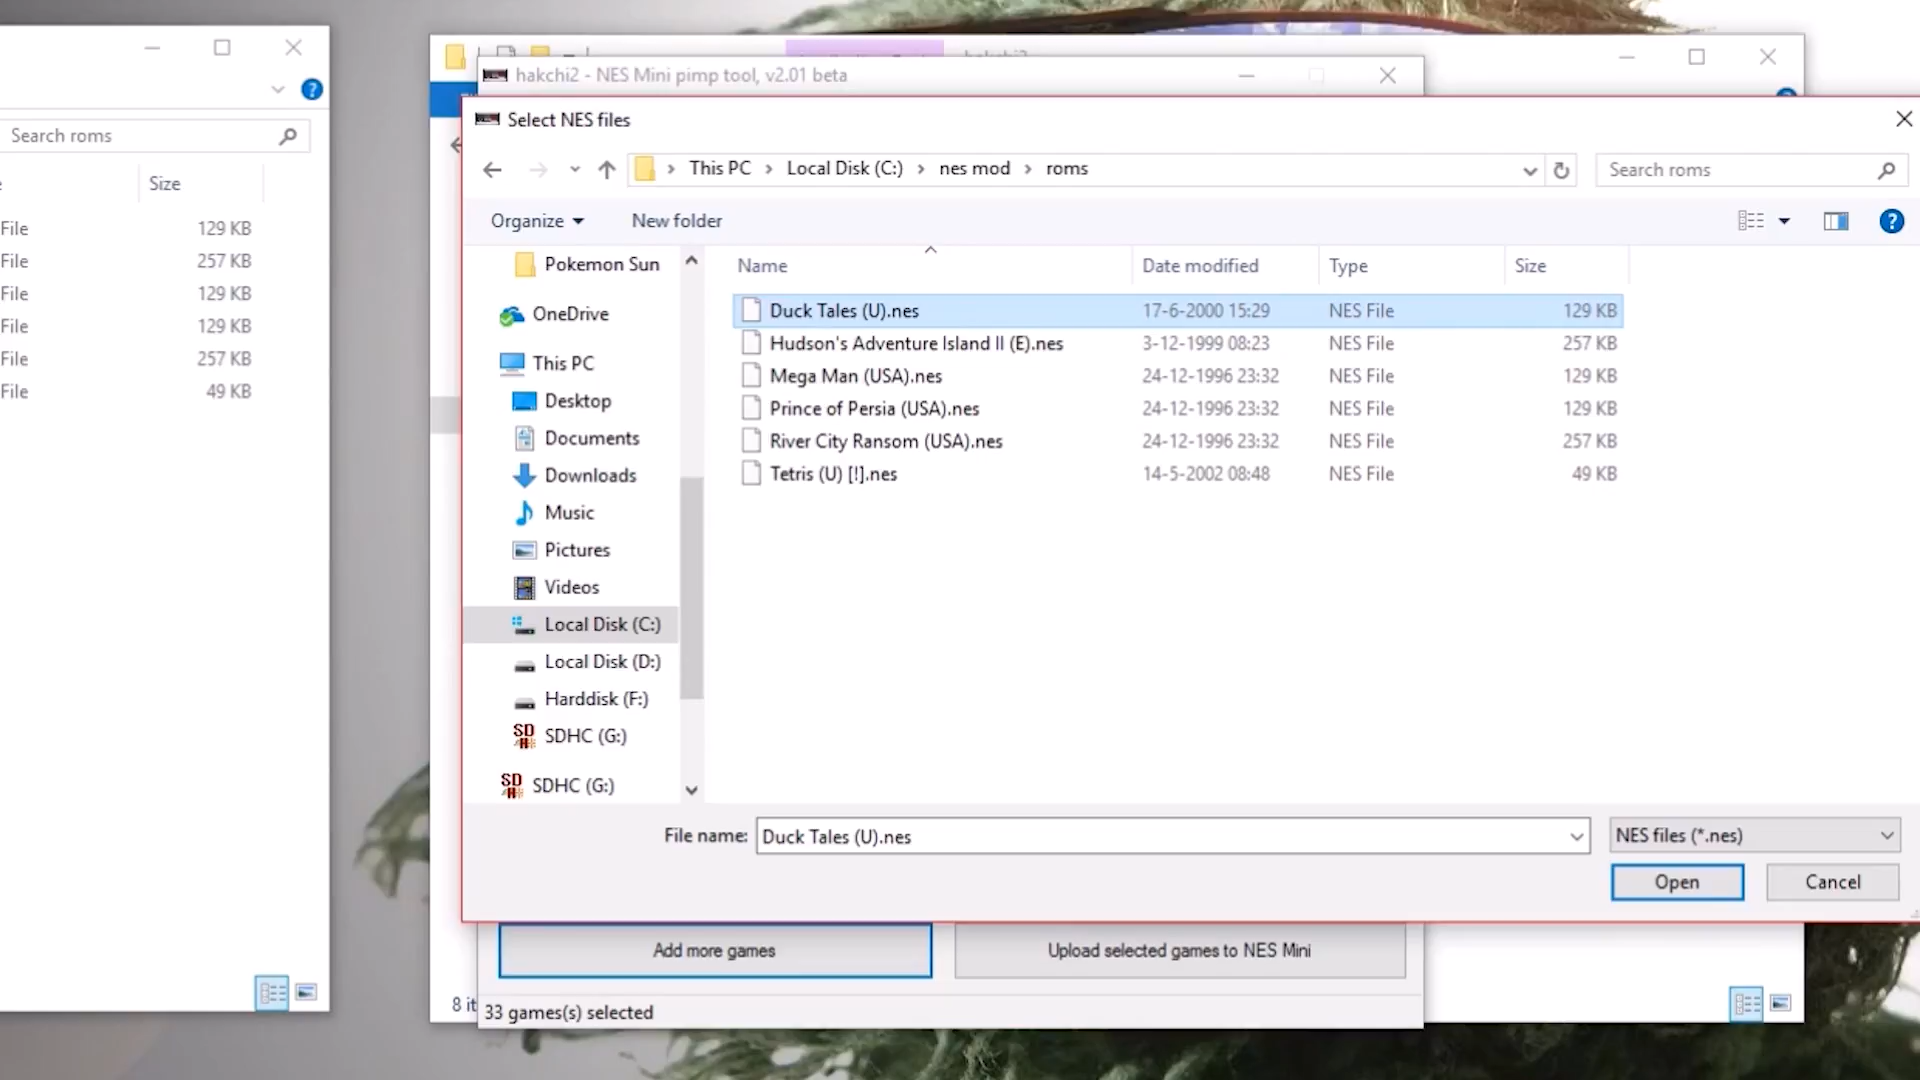 Search roms
Size
File 129 KB
File 257 KB
File 129 KB
File 129 KB
File 257 KB
File 49 KB
hakchi2 - NES Mini pimp tool, v2.01 beta
Select NES files
This PC > Local Disk (C:) > nes mod > roms
Search roms
Organize
New folder
Name Date modified Type Size
Duck Tales (U).nes 17-6-2000 15:29 NES File 129 KB
Hudson's Adventure Island II (E).nes 3-12-1999 08:23 NES File 257 KB
Mega Man (USA).nes 24-12-1996 23:32 NES File 129 KB
Prince of Persia (USA).nes 24-12-1996 23:32 NES File 129 KB
River City Ransom (USA).nes 24-12-1996 23:32 NES File 257 KB
Tetris (U) [!].nes 14-5-2002 08:48 NES File 49 KB
Pokemon Sun
OneDrive
This PC
Desktop
Documents
Downloads
Music
Pictures
Videos
Local Disk (C:)
Local Disk (D:)
Harddisk (F:)
SDHC (G:)
SDHC (G:)
File name: Duck Tales (U).nes
NES files (*.nes)
Open
Cancel
Add more games
Upload selected games to NES Mini
8 it
33 games(s) selected